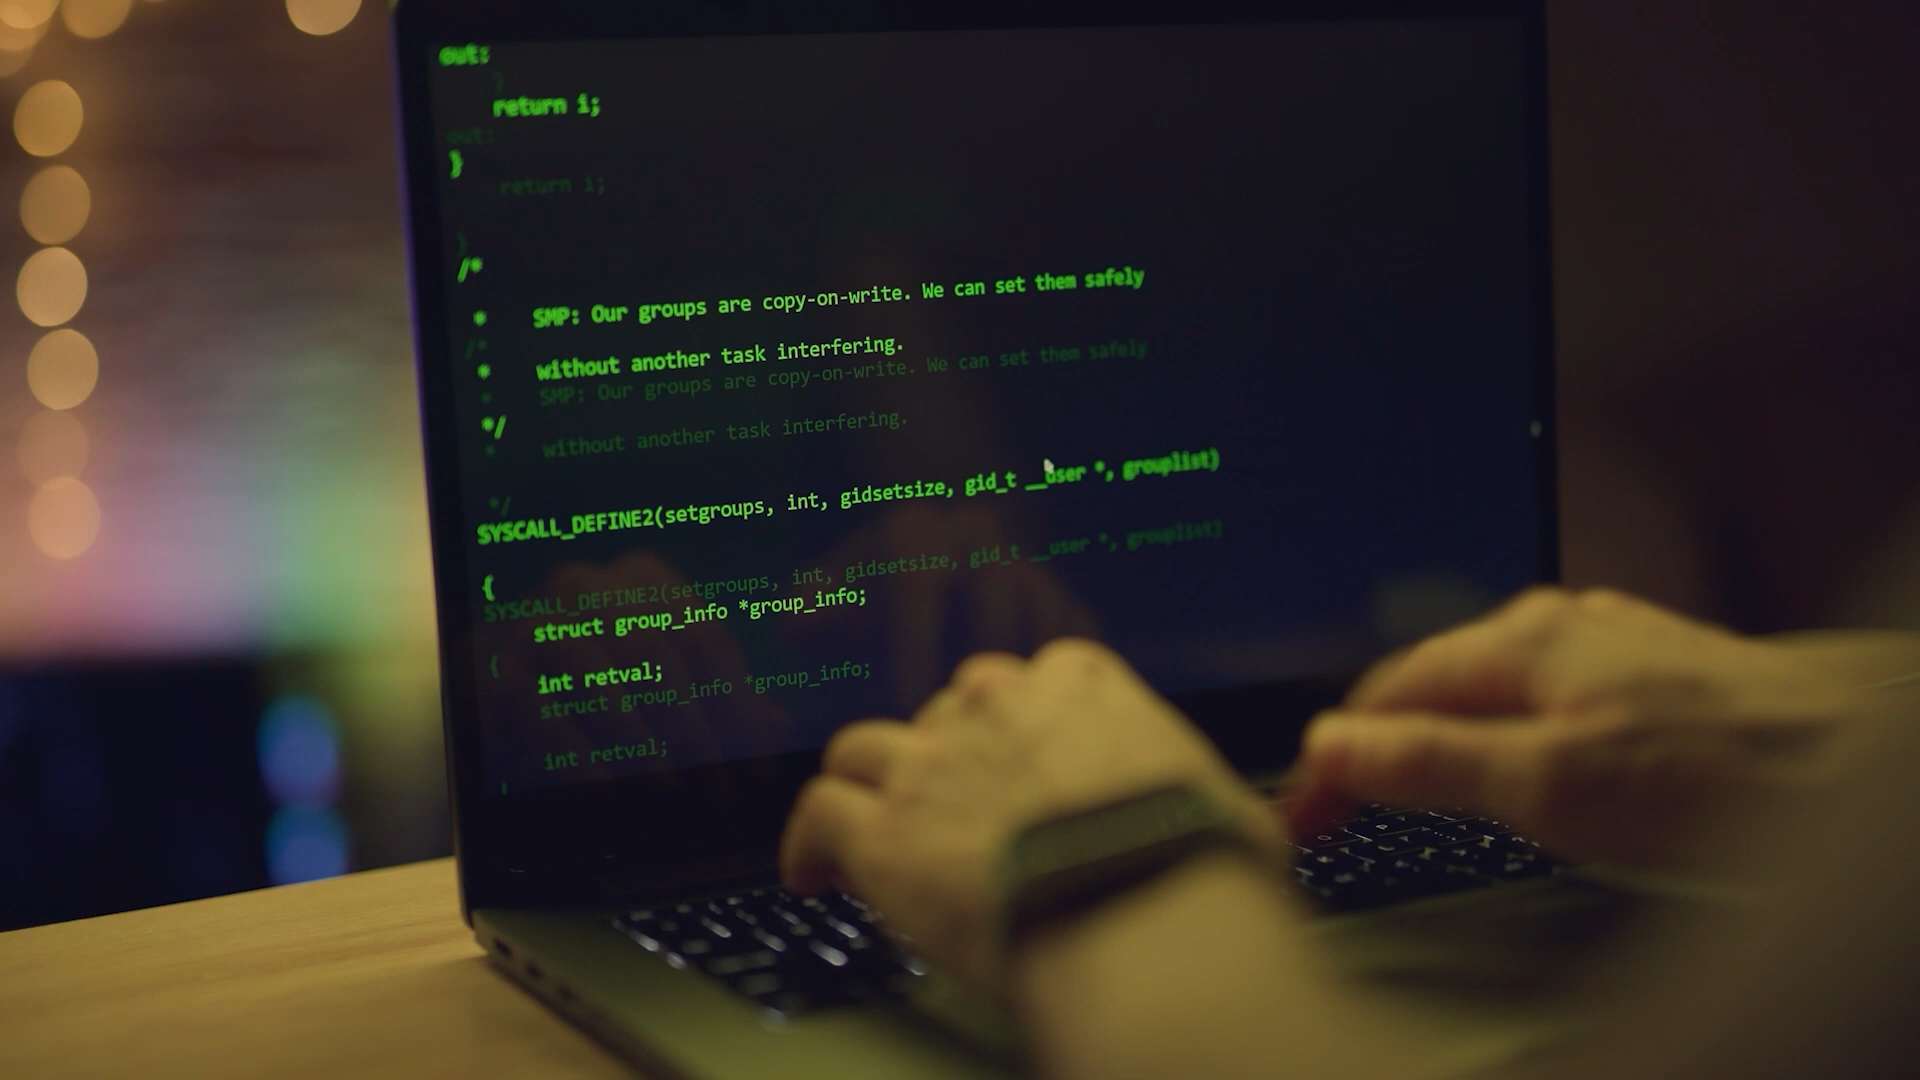 out:
return i;
}
/*
* SMP: Our groups are copy-on-write. We can set them safely
* without another task interfering.
*/
SYSCALL_DEFINE2(setgroups, int, gidsetsize, gid_t __user *, grouplist)
{
struct group_info *group_info;
int retval;